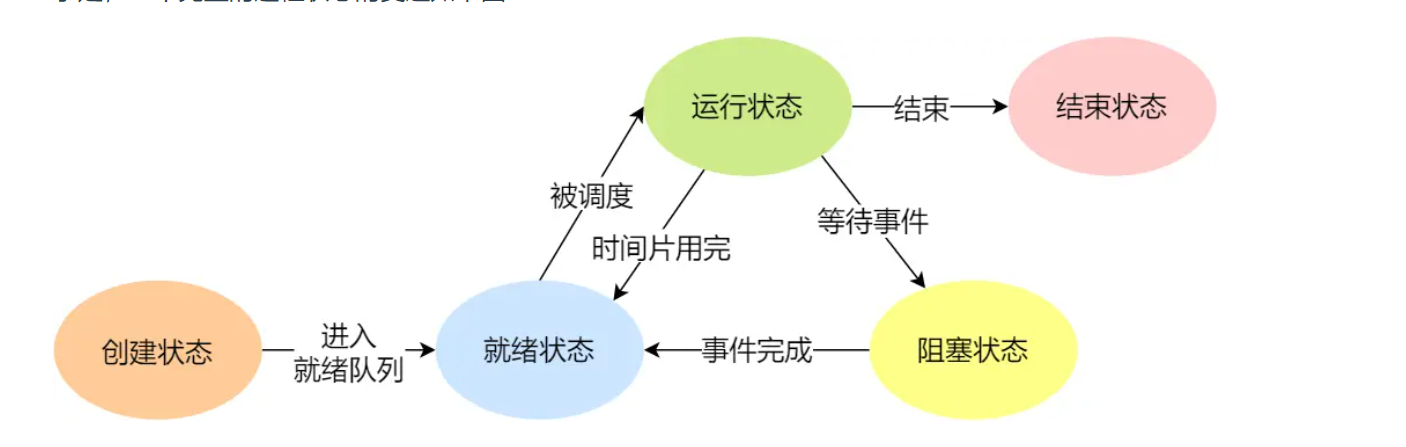 运行状态
结束
结束状态
被调度
等待事件
时间片用完
创建状态
进入
就绪队列
就绪状态
事件完成
阻塞状态